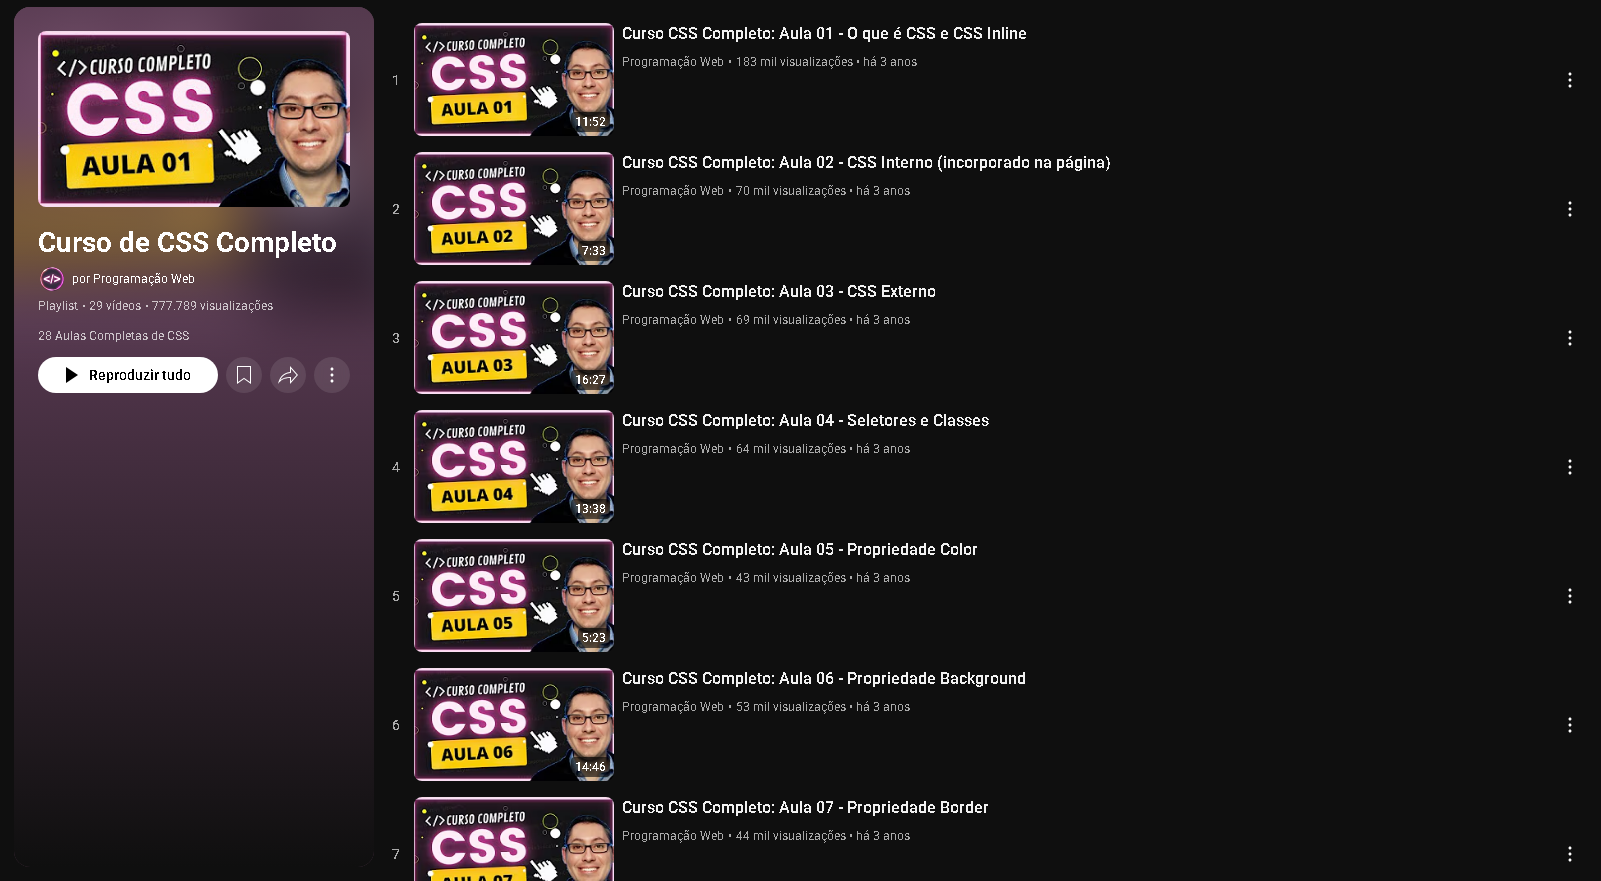 </>CURSO COMPLETO
CSS
AULA 01
Curso de CSS Completo
</>
por Programação Web
Playlist • 29 vídeos • 777.789 visualizações
28 Aulas Completas de CSS
Reproduzir tudo
1
</>CURSO COMPLETO
CSS
AULA 01
11:52
Curso CSS Completo: Aula 01 - O que é CSS e CSS Inline
Programação Web • 183 mil visualizações • há 3 anos
2
</>CURSO COMPLETO
CSS
AULA 02
7:33
Curso CSS Completo: Aula 02 - CSS Interno (incorporado na página)
Programação Web • 70 mil visualizações • há 3 anos
3
</>CURSO COMPLETO
CSS
AULA 03
16:27
Curso CSS Completo: Aula 03 - CSS Externo
Programação Web • 69 mil visualizações • há 3 anos
4
</>CURSO COMPLETO
CSS
AULA 04
13:38
Curso CSS Completo: Aula 04 - Seletores e Classes
Programação Web • 64 mil visualizações • há 3 anos
5
</>CURSO COMPLETO
CSS
AULA 05
5:23
Curso CSS Completo: Aula 05 - Propriedade Color
Programação Web • 43 mil visualizações • há 3 anos
6
</>CURSO COMPLETO
CSS
AULA 06
14:46
Curso CSS Completo: Aula 06 - Propriedade Background
Programação Web • 53 mil visualizações • há 3 anos
7
</>CURSO COMPLETO
CSS
AULA 07
Curso CSS Completo: Aula 07 - Propriedade Border
Programação Web • 44 mil visualizações • há 3 anos